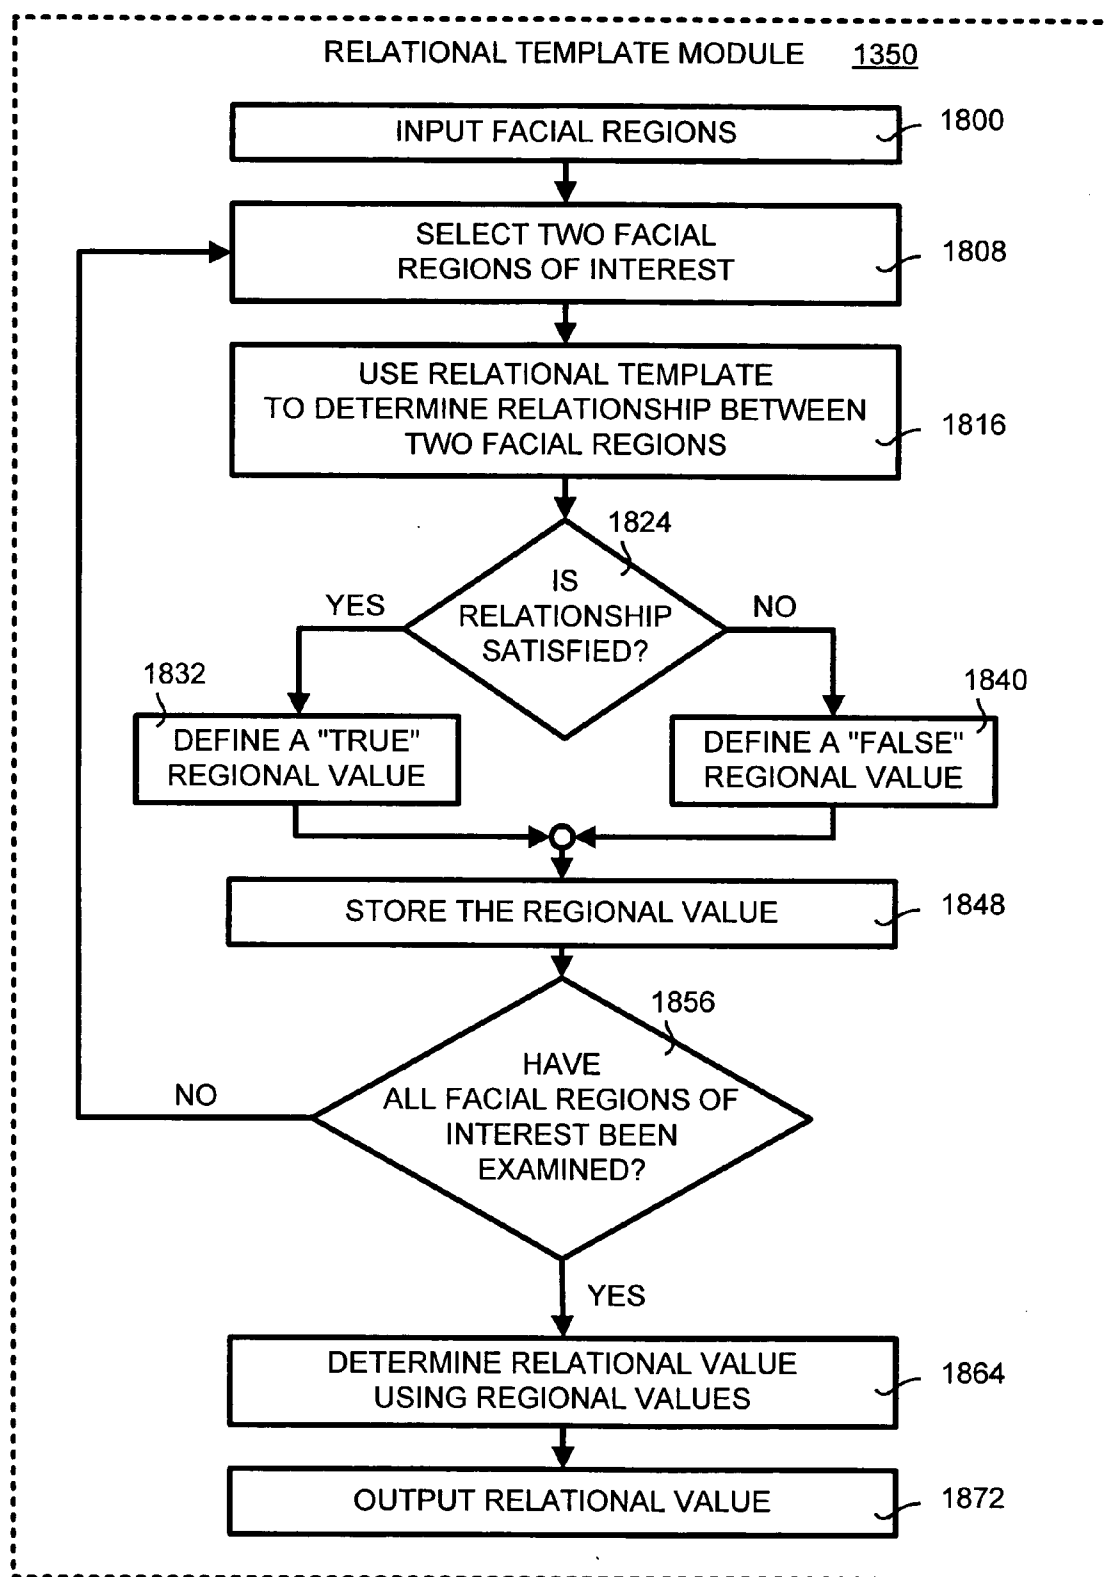 RELATIONAL TEMPLATE MODULE 1350
INPUT FACIAL REGIONS
1800
SELECT TWO FACIAL
REGIONS OF INTEREST
1808
USE RELATIONAL TEMPLATE
TO DETERMINE RELATIONSHIP BETWEEN
TWO FACIAL REGIONS
1816
1824
IS
RELATIONSHIP
SATISFIED?
YES
NO
1832
DEFINE A "TRUE"
REGIONAL VALUE
1840
DEFINE A "FALSE"
REGIONAL VALUE
STORE THE REGIONAL VALUE
1848
1856
HAVE
ALL FACIAL REGIONS OF
INTEREST BEEN
EXAMINED?
NO
YES
DETERMINE RELATIONAL VALUE
USING REGIONAL VALUES
1864
OUTPUT RELATIONAL VALUE
1872